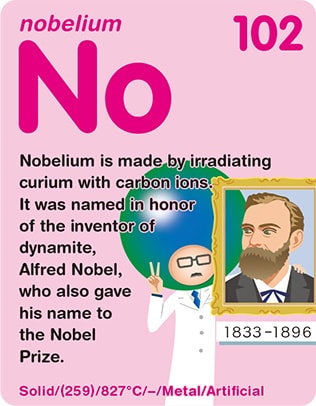 nobelium
102
No
Nobelium is made by irradiating
curium with carbon ions.
It was named in honor
of the inventor of
dynamite,
Alfred Nobel,
who also gave
his name to
the Nobel
Prize.
1833-1896
Solid/(259)/827°C/−/Metal/Artificial